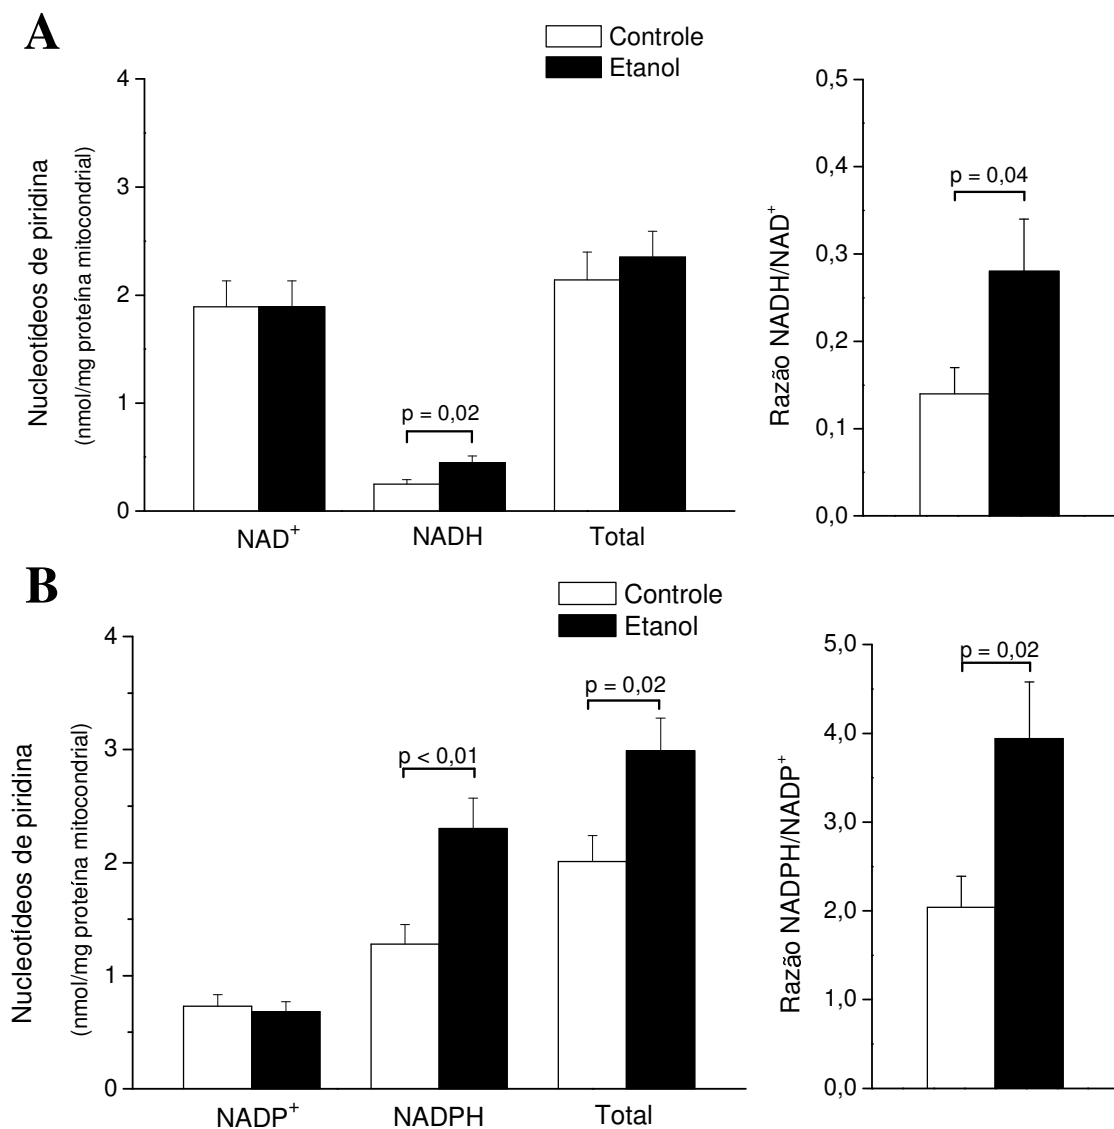 A
Controle
Etanol
Nucleotídeos de piridina
(nmol/mg proteína mitocondrial)
4
3
2
1
0
p = 0,02
NAD⁺
NADH
Total
Razão NADH/NAD⁺
0,5
0,4
0,3
0,2
0,1
0,0
p = 0,04
B
Controle
Etanol
Nucleotídeos de piridina
(nmol/mg proteína mitocondrial)
4
3
2
1
0
p < 0,01
p = 0,02
NADP⁺
NADPH
Total
Razão NADPH/NADP⁺
5,0
4,0
3,0
2,0
1,0
0,0
p = 0,02